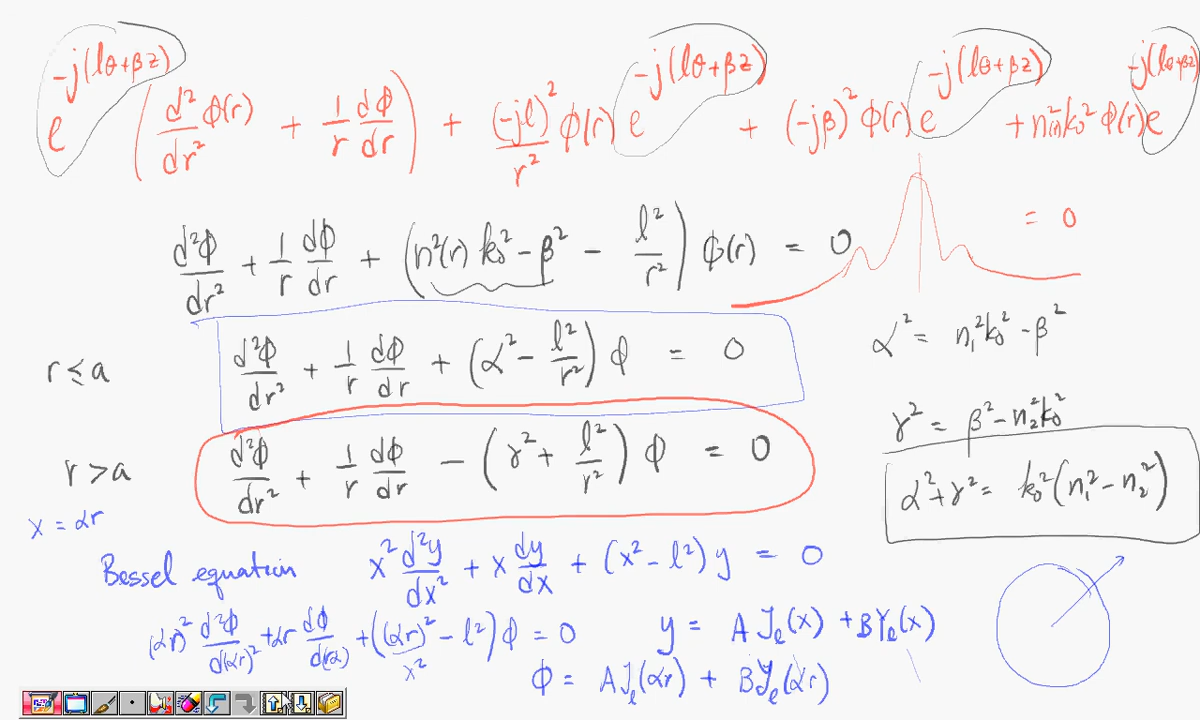 e^{-j(lθ+βz)} ( d²/dr² ϕ(r) + 1/r dϕ/dr ) + (-jl)²/r² ϕ(r) e^{-j(lθ+βz)} + (-jβ)² ϕ(r) e^{-j(lθ+βz)} + n²(r)k₀² ϕ(r) e^{-j(lθ+βz)}
= 0
d²ϕ/dr² + 1/r dϕ/dr + (n²(r) k₀² - β² - l²/r²) ϕ(r) = 0
α² = n₁²k₀² - β²
r ≤ a d²ϕ/dr² + 1/r dϕ/dr + (α² - l²/r²) ϕ = 0
γ² = β² - n₂²k₀²
r > a d²ϕ/dr² + 1/r dϕ/dr - (γ² + l²/r²) ϕ = 0
α² + γ² = k₀² (n₁² - n₂²)
x = αr
Bessel equation x² d²y/dx² + x dy/dx + (x² - l²) y = 0
(αr)² d²ϕ/d(αr)² + αr dϕ/d(rα) + ((αr)² - l²) ϕ = 0 y = A J_l(x) + B Y_l(x)
x²
ϕ = A J_l(αr) + B Y_l(αr)